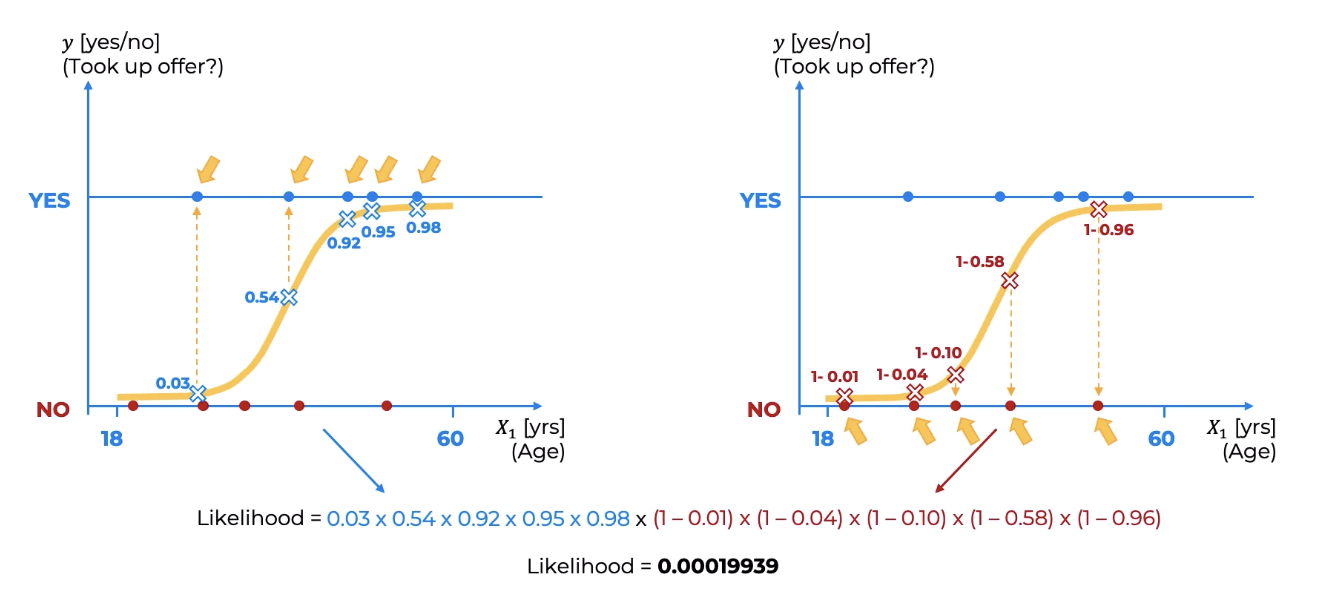 y [yes/no]
(Took up offer?)
YES
0.92
0.95
0.98
0.54
0.03
NO
18
60
X₁ [yrs]
(Age)
y [yes/no]
(Took up offer?)
YES
1-0.96
1-0.58
1-0.10
1-0.04
1-0.01
NO
18
60
X₁ [yrs]
(Age)
Likelihood = 0.03 x 0.54 x 0.92 x 0.95 x 0.98 x (1 – 0.01) x (1 – 0.04) x (1 – 0.10) x (1 – 0.58) x (1 – 0.96)
Likelihood = 0.00019939